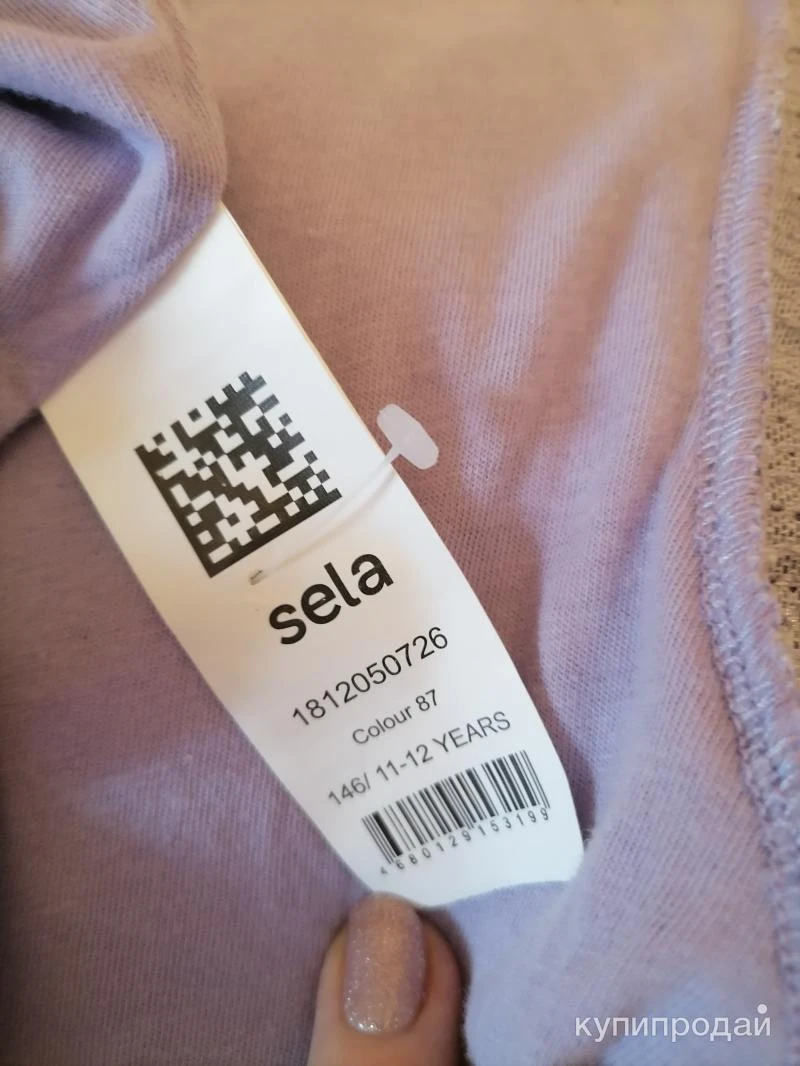 sela
1812050726
Colour 87
146/ 11-12 YEARS
4680129153199
купипродай